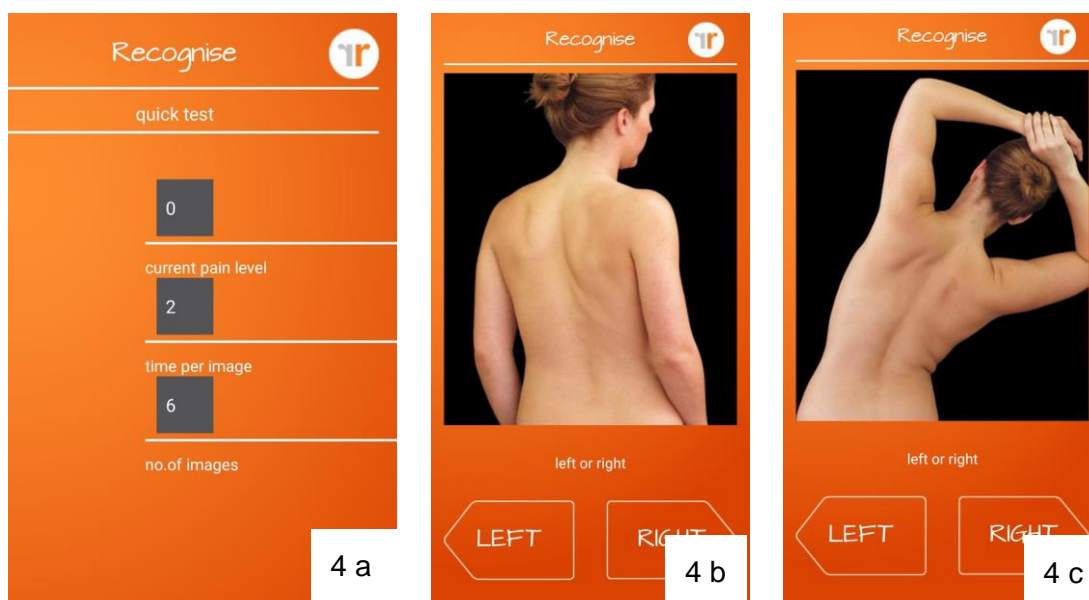 Recognise
quick test
0
current pain level
2
time per image
6
no.of images
4 a
Recognise
left or right
LEFT
RIGHT
4 b
Recognise
left or right
LEFT
RIGHT
4 c